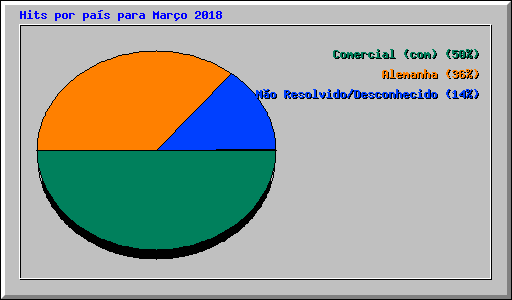 Hits por país para Março 2018
Comercial (com) (50%)
Alemanha (36%)
Não Resolvido/Desconhecido (14%)